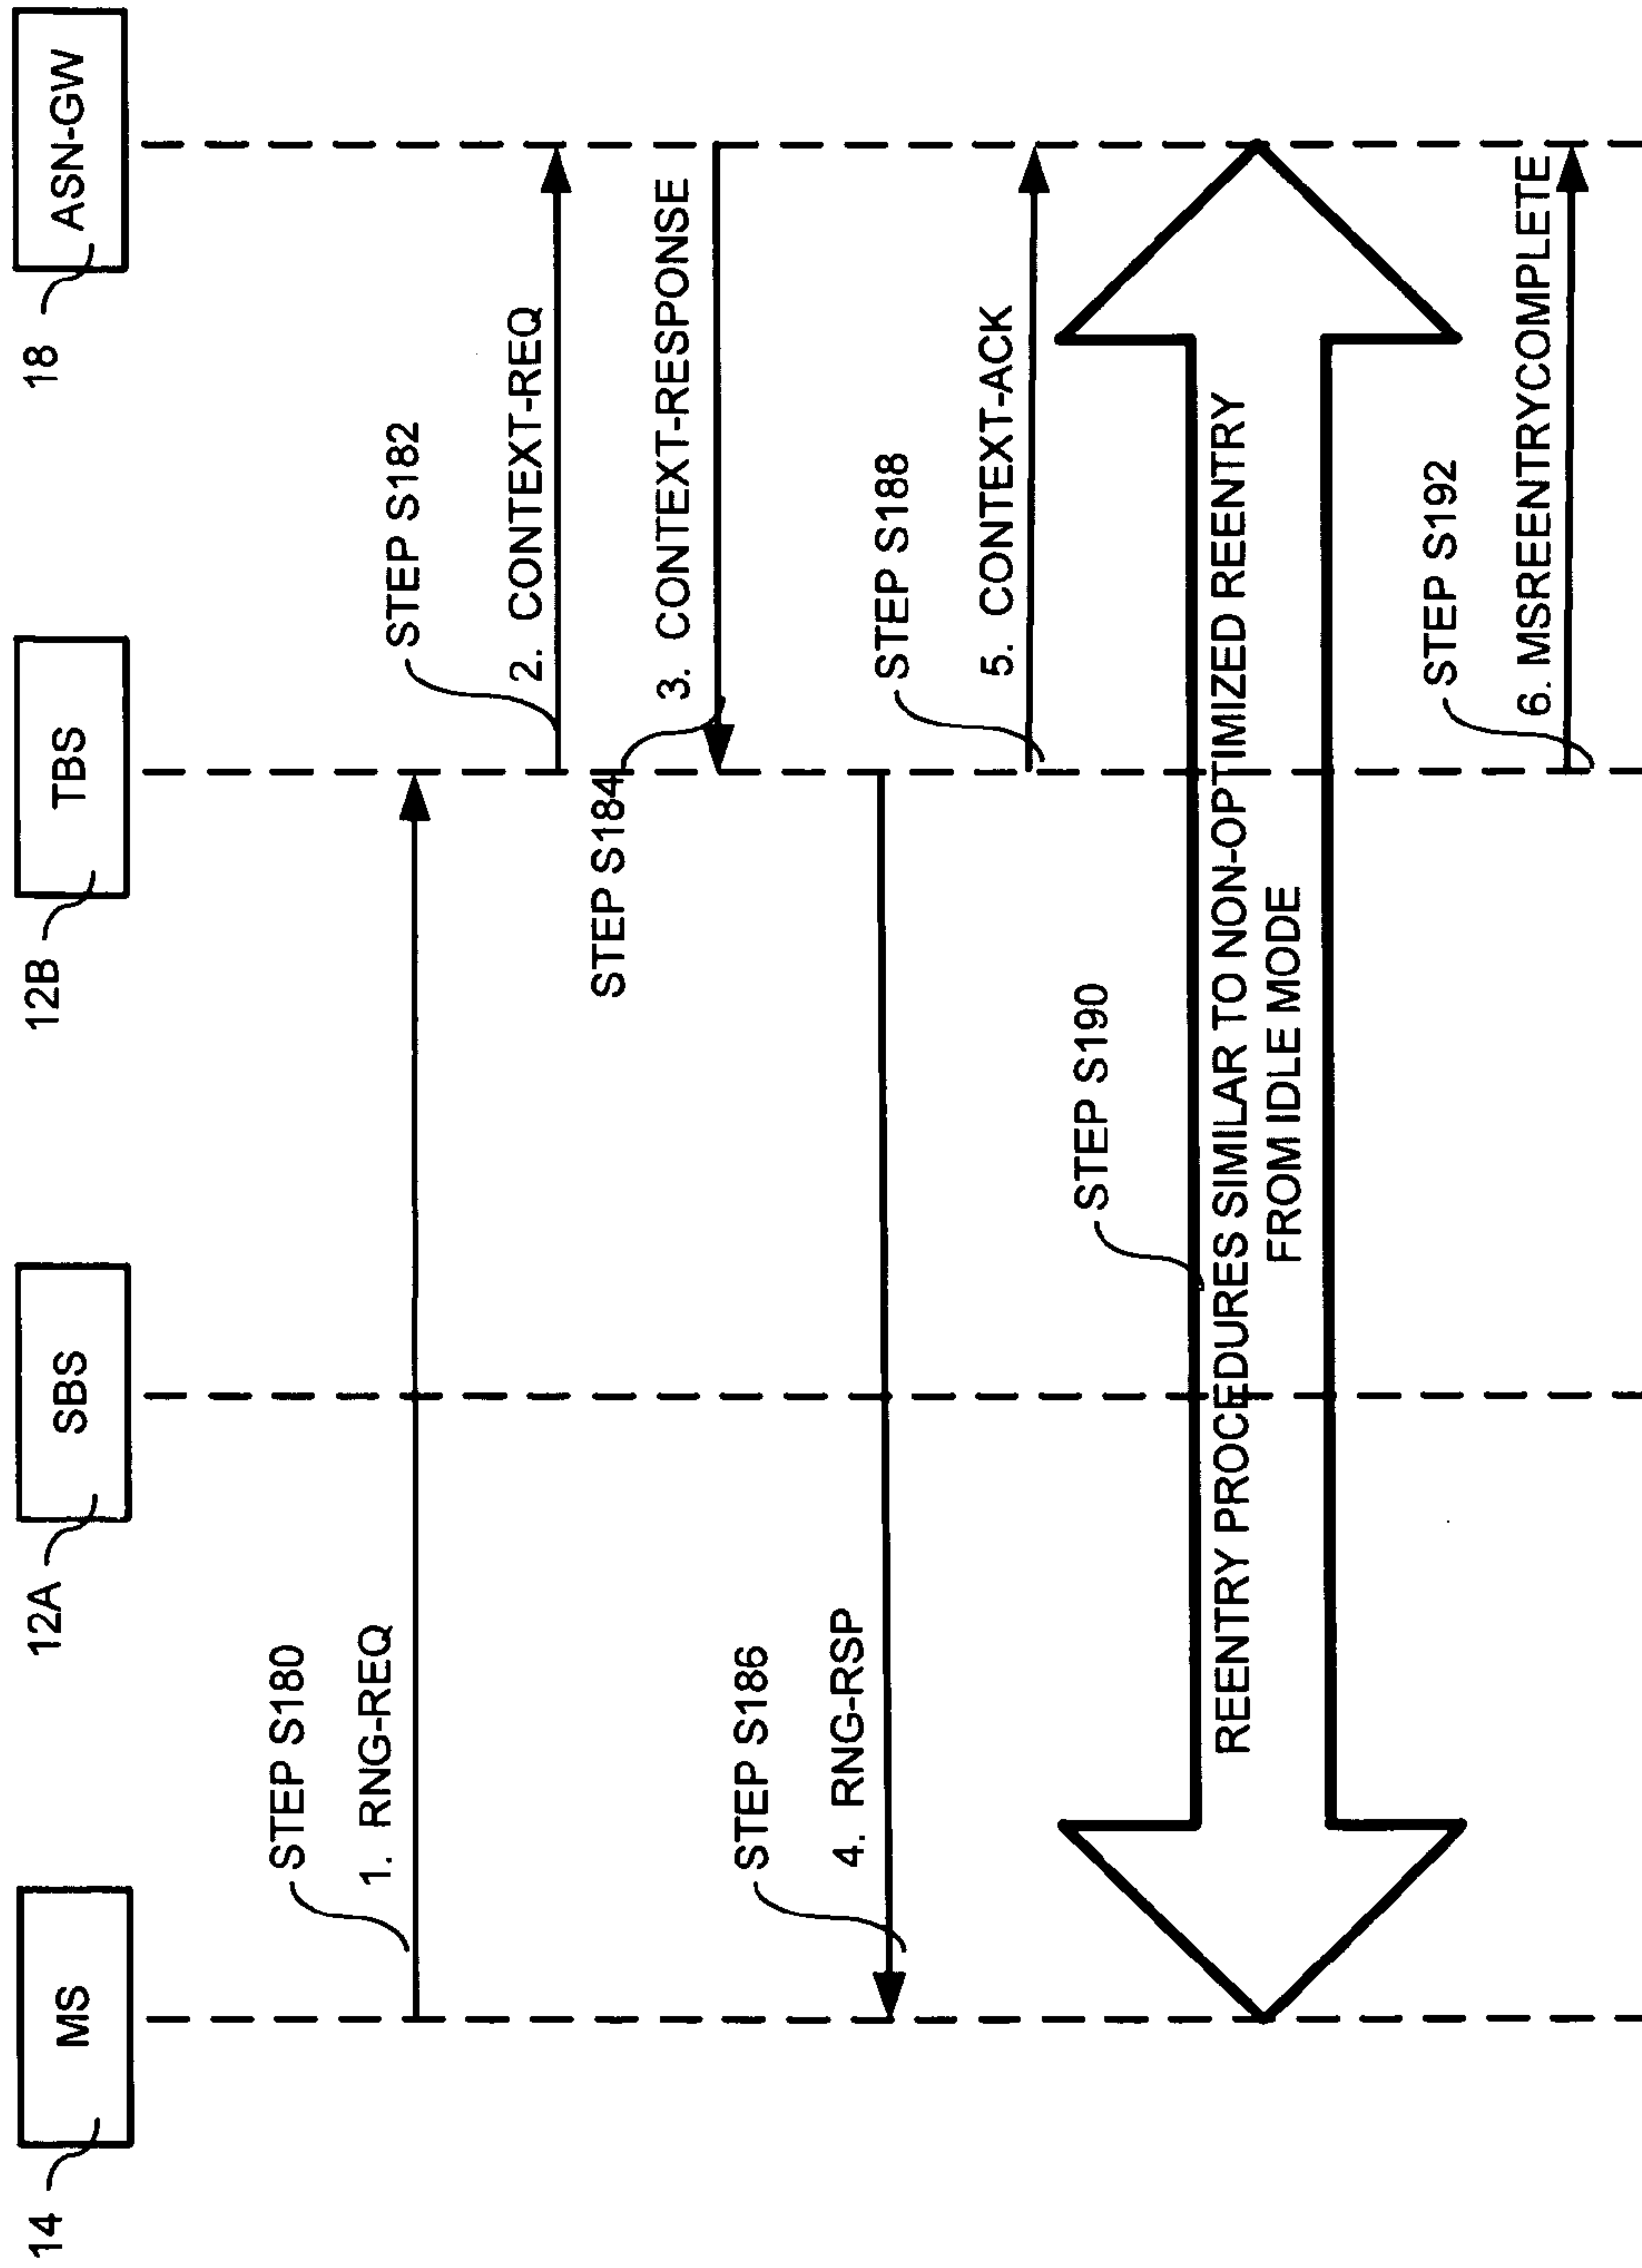 14
MS
12A
SBS
12B
TBS
18
ASN-GW
STEP S180
1. RNG-REQ
STEP S182
2. CONTEXT-REQ
STEP S184
3. CONTEXT-RESPONSE
STEP S186
4. RNG-RSP
STEP S188
5. CONTEXT-ACK
STEP S190
REENTRY PROCEDURES SIMILAR TO NON-OPTIMIZED REENTRY
FROM IDLE MODE
STEP S192
6. MSREENTRYCOMPLETE